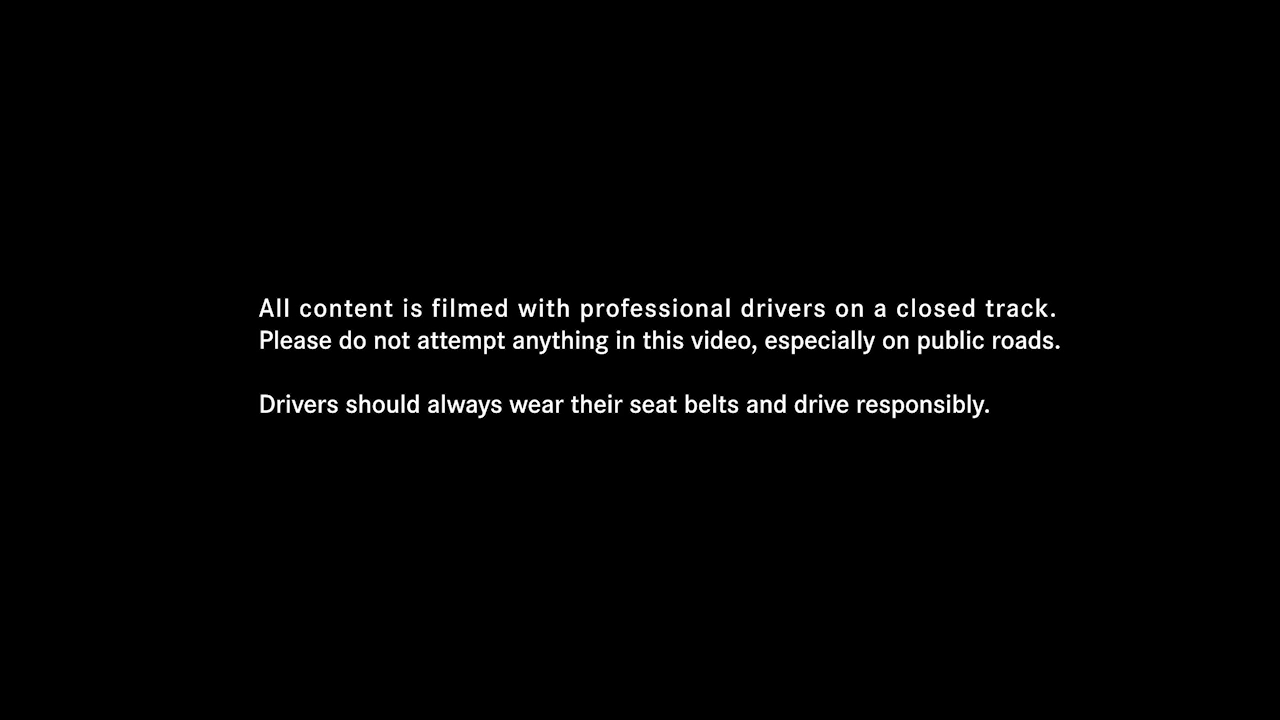 All content is filmed with professional drivers on a closed track.
Please do not attempt anything in this video, especially on public roads.
Drivers should always wear their seat belts and drive responsibly.